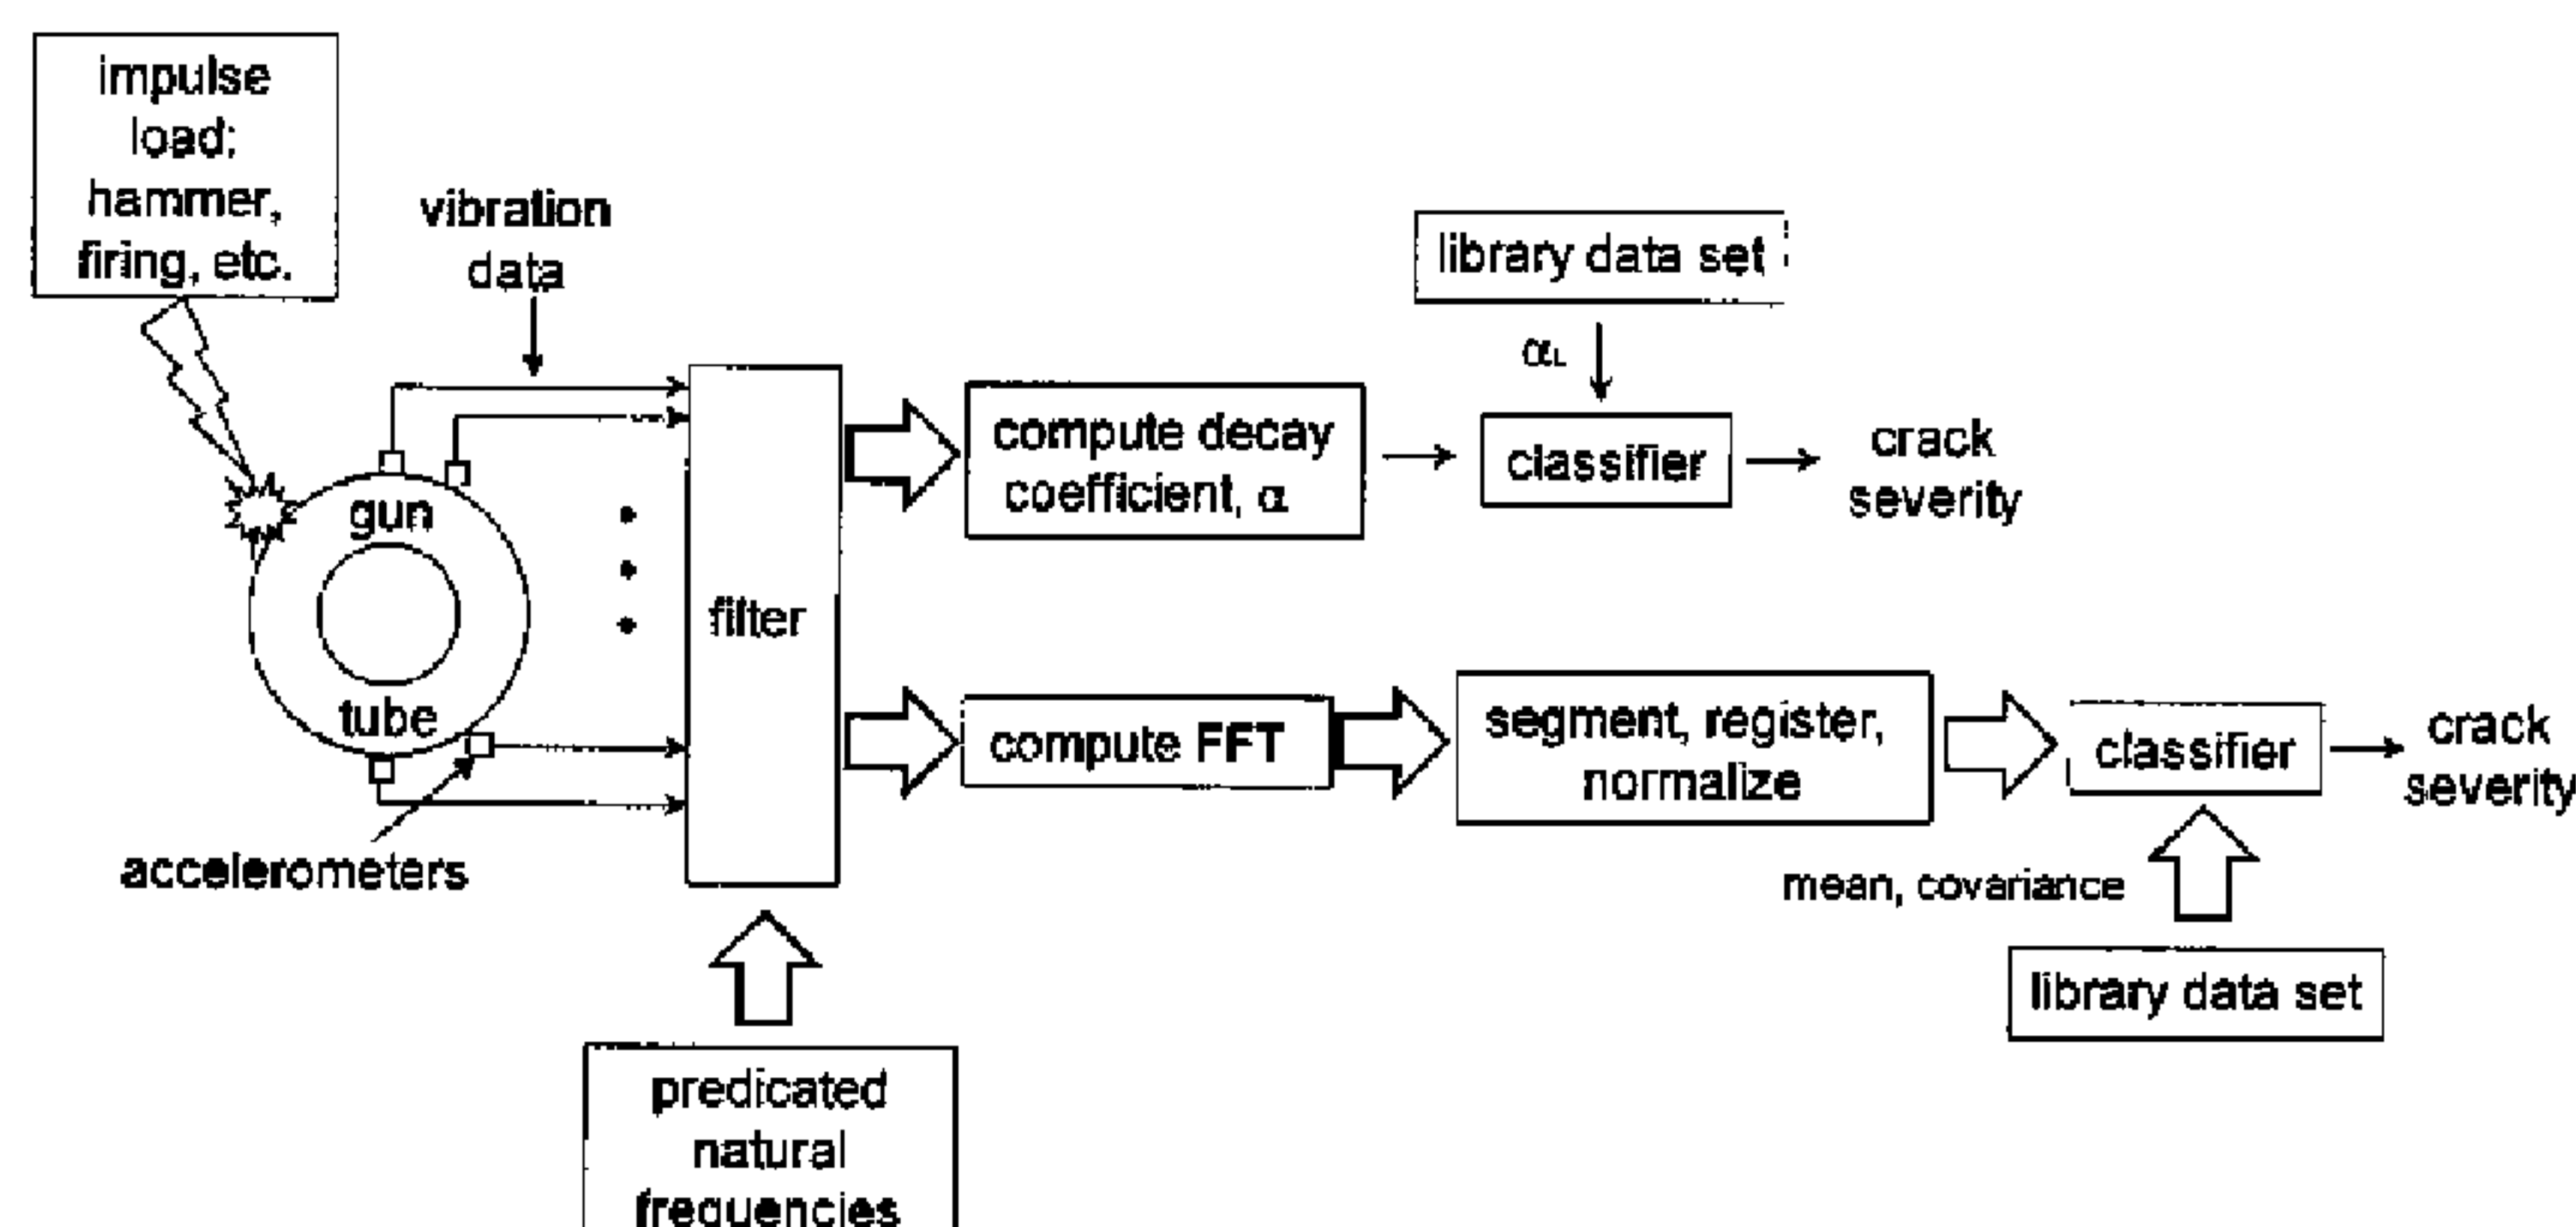 impulse
load:
hammer,
firing, etc.
vibration
data
library data set
αL
compute decay
coefficient, α
classifier
crack
severity
gun
tube
filter
compute FFT
segment, register,
normalize
classifier
crack
severity
accelerometers
mean, covariance
library data set
predicated
natural
frequencies